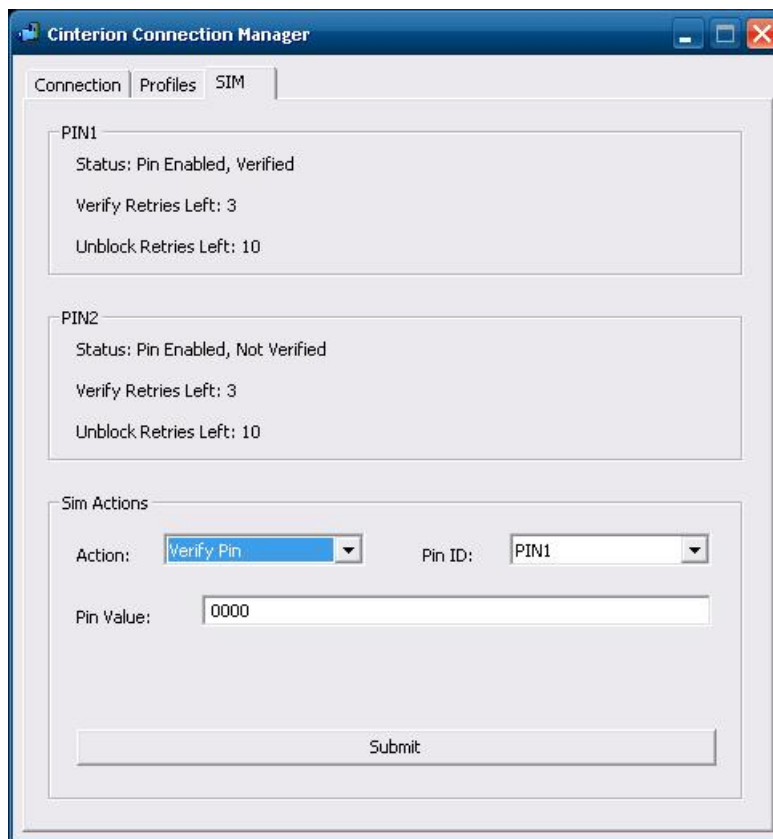 Cinterion Connection Manager
Connection Profiles SIM
PIN1
Status: Pin Enabled, Verified
Verify Retries Left: 3
Unblock Retries Left: 10
PIN2
Status: Pin Enabled, Not Verified
Verify Retries Left: 3
Unblock Retries Left: 10
Sim Actions
Action: Verify Pin Pin ID: PIN1
Pin Value: 0000
Submit